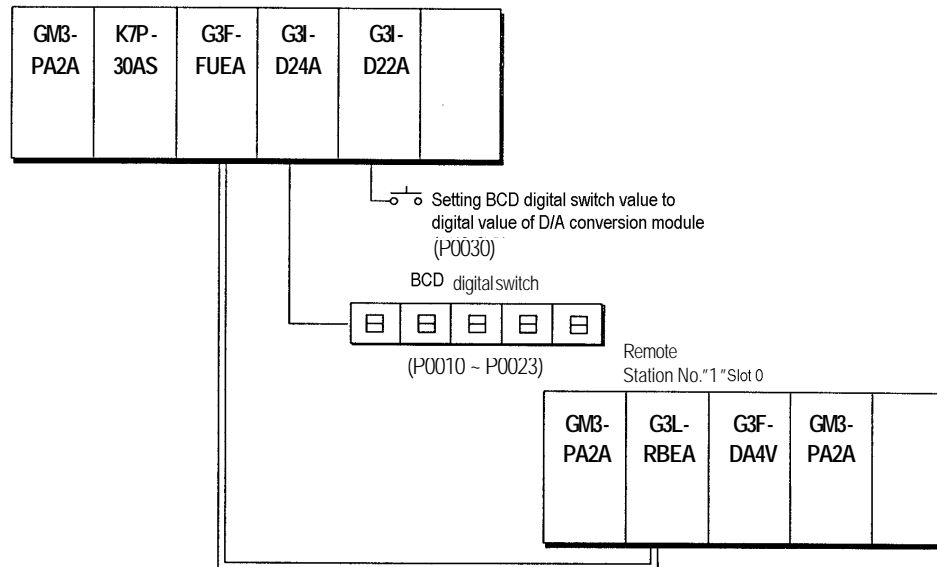 GM3-
PA2A
K7P-
30AS
G3F-
FUEA
G3I-
D24A
G3I-
D22A
Setting BCD digital switch value to
digital value of D/A conversion module
(P0030)
BCD digital switch
(P0010 ~ P0023)
Remote
Station No."1" Slot 0
GM3-
PA2A
G3L-
RBEA
G3F-
DA4V
GM3-
PA2A